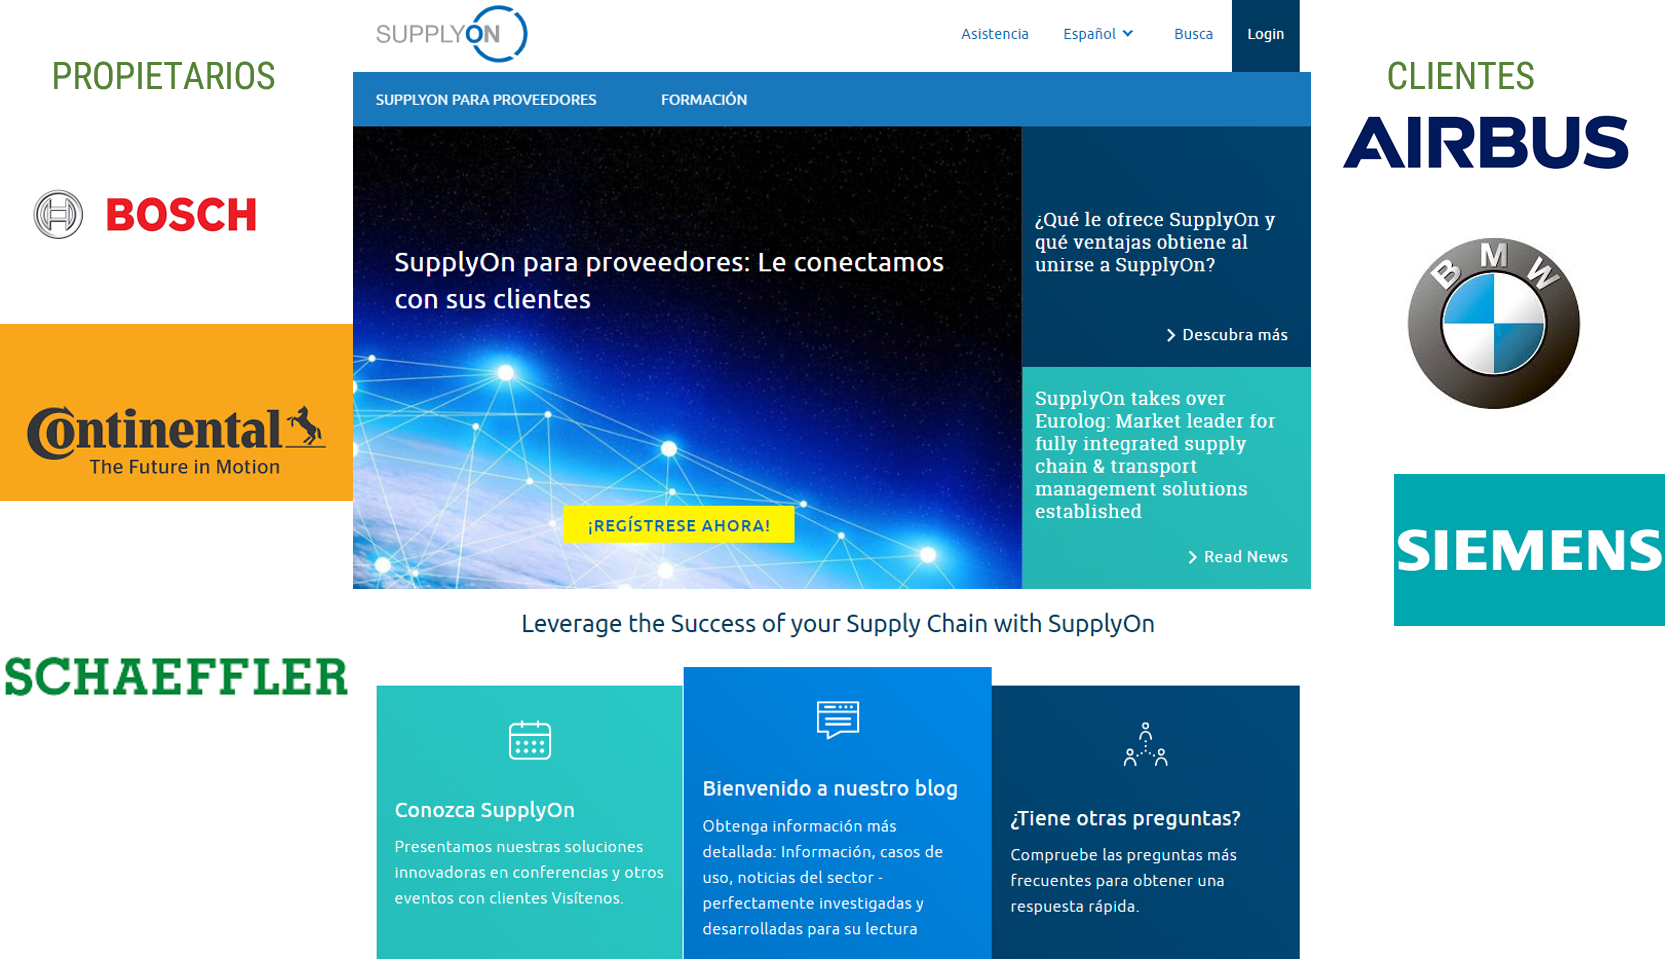 PROPIETARIOS
BOSCH
Continental
The Future in Motion
SCHAEFFLER
SUPPLYON
Asistencia
Español
Busca
Login
SUPPLYON PARA PROVEEDORES
FORMACIÓN
SupplyOn para proveedores: Le conectamos
con sus clientes
¡REGÍSTRESE AHORA!
¿Qué le ofrece SupplyOn y
qué ventajas obtiene al
unirse a SupplyOn?
Descubra más
SupplyOn takes over
Eurolog: Market leader for
fully integrated supply
chain & transport
management solutions
established
Read News
Leverage the Success of your Supply Chain with SupplyOn
Conozca SupplyOn
Presentamos nuestras soluciones
innovadoras en conferencias y otros
eventos con clientes Visítenos.
Bienvenido a nuestro blog
Obtenga información más
detallada: Información, casos de
uso, noticias del sector -
perfectamente investigadas y
desarrolladas para su lectura
¿Tiene otras preguntas?
Compruebe las preguntas más
frecuentes para obtener una
respuesta rápida.
CLIENTES
AIRBUS
BMW
SIEMENS